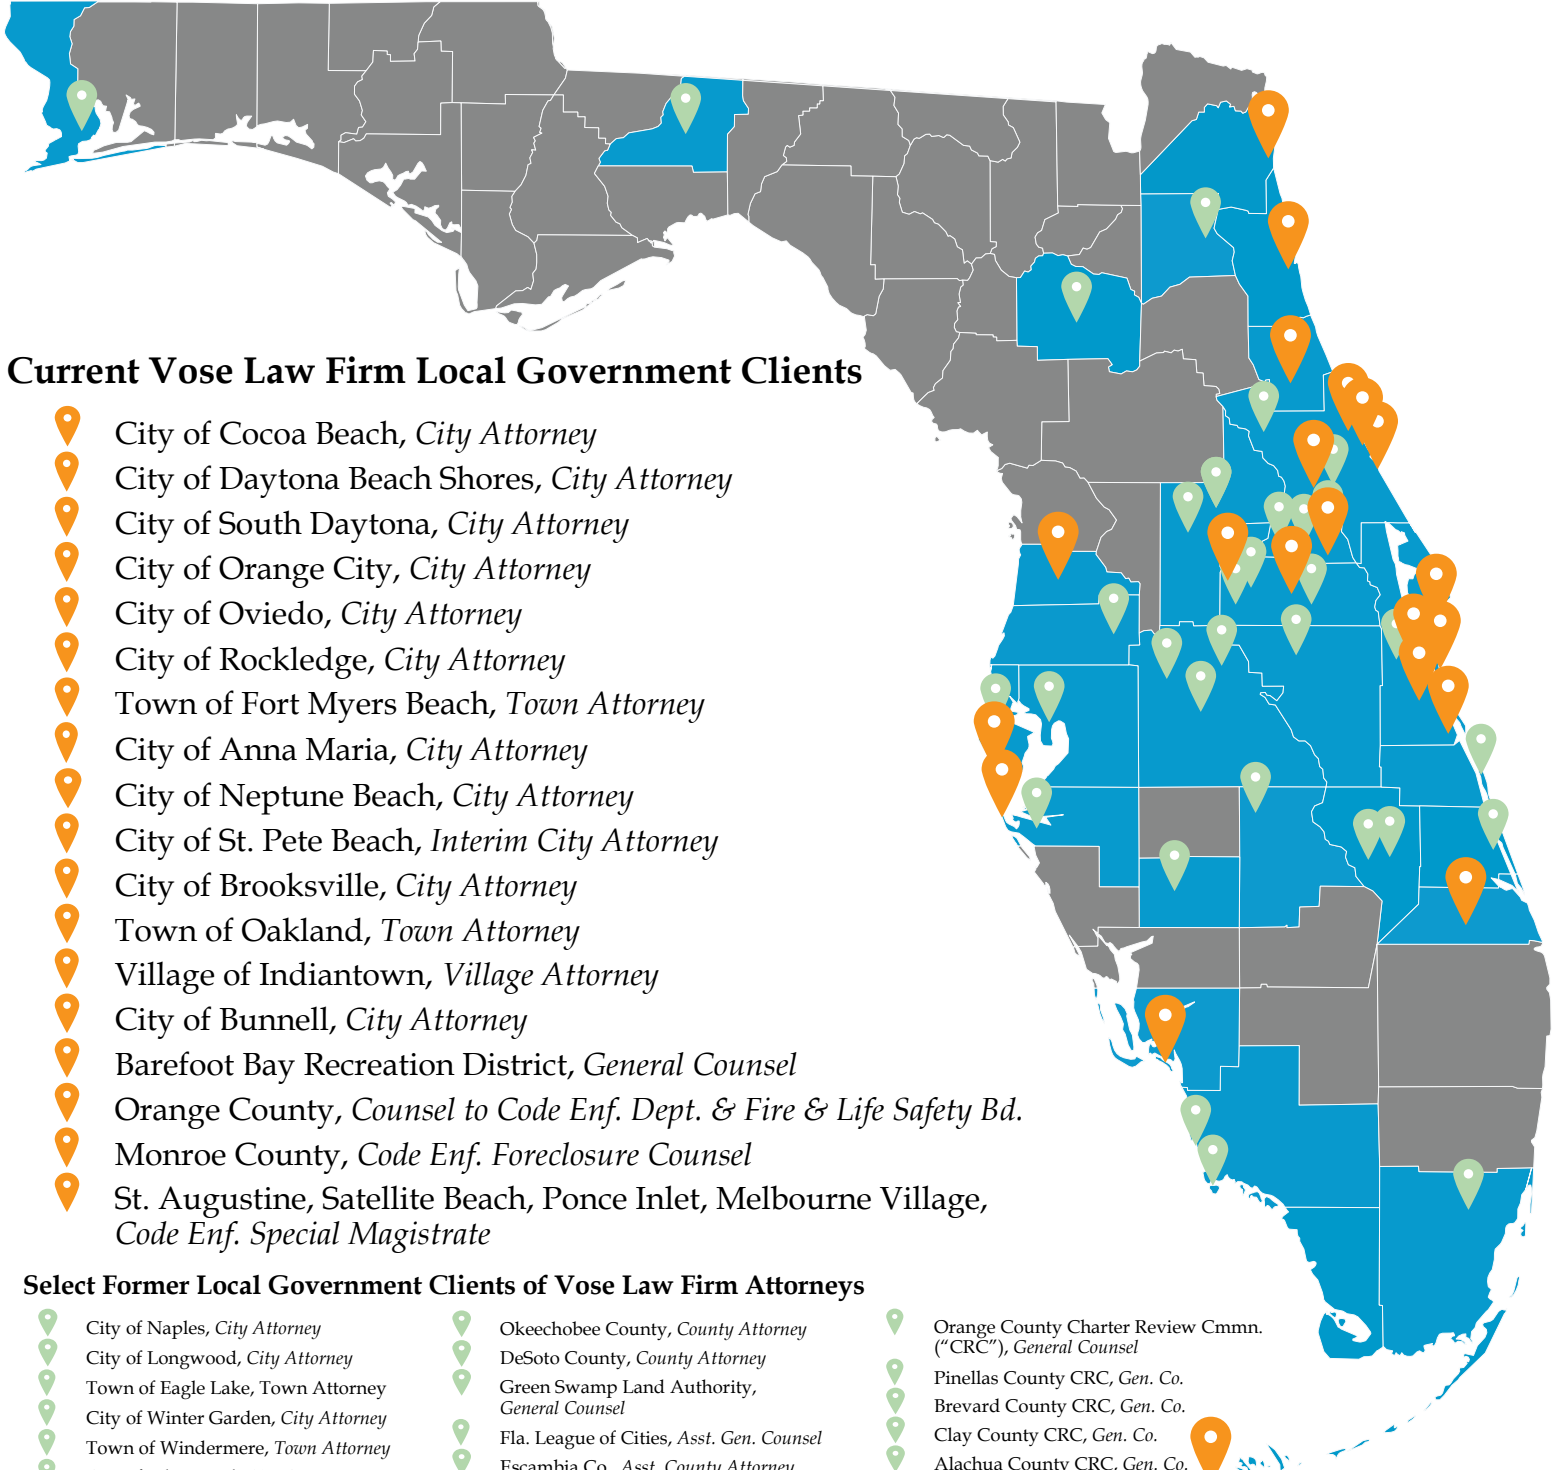 Current Vose Law Firm Local Government Clients
City of Cocoa Beach, City Attorney
City of Daytona Beach Shores, City Attorney
City of South Daytona, City Attorney
City of Orange City, City Attorney
City of Oviedo, City Attorney
City of Rockledge, City Attorney
Town of Fort Myers Beach, Town Attorney
City of Anna Maria, City Attorney
City of Neptune Beach, City Attorney
City of St. Pete Beach, Interim City Attorney
City of Brooksville, City Attorney
Town of Oakland, Town Attorney
Village of Indiantown, Village Attorney
City of Bunnell, City Attorney
Barefoot Bay Recreation District, General Counsel
Orange County, Counsel to Code Enf. Dept. & Fire & Life Safety Bd.
Monroe County, Code Enf. Foreclosure Counsel
St. Augustine, Satellite Beach, Ponce Inlet, Melbourne Village,
Code Enf. Special Magistrate
Select Former Local Government Clients of Vose Law Firm Attorneys
City of Naples, City Attorney
City of Longwood, City Attorney
Town of Eagle Lake, Town Attorney
City of Winter Garden, City Attorney
Town of Windermere, Town Attorney
Okeechobee County, County Attorney
DeSoto County, County Attorney
Green Swamp Land Authority,
General Counsel
Fla. League of Cities, Asst. Gen. Counsel
Escambia Co., Asst. County Attorney
Orange County Charter Review Cmmn.
("CRC"), General Counsel
Pinellas County CRC, Gen. Co.
Brevard County CRC, Gen. Co.
Clay County CRC, Gen. Co.
Alachua County CRC, Gen. Co.